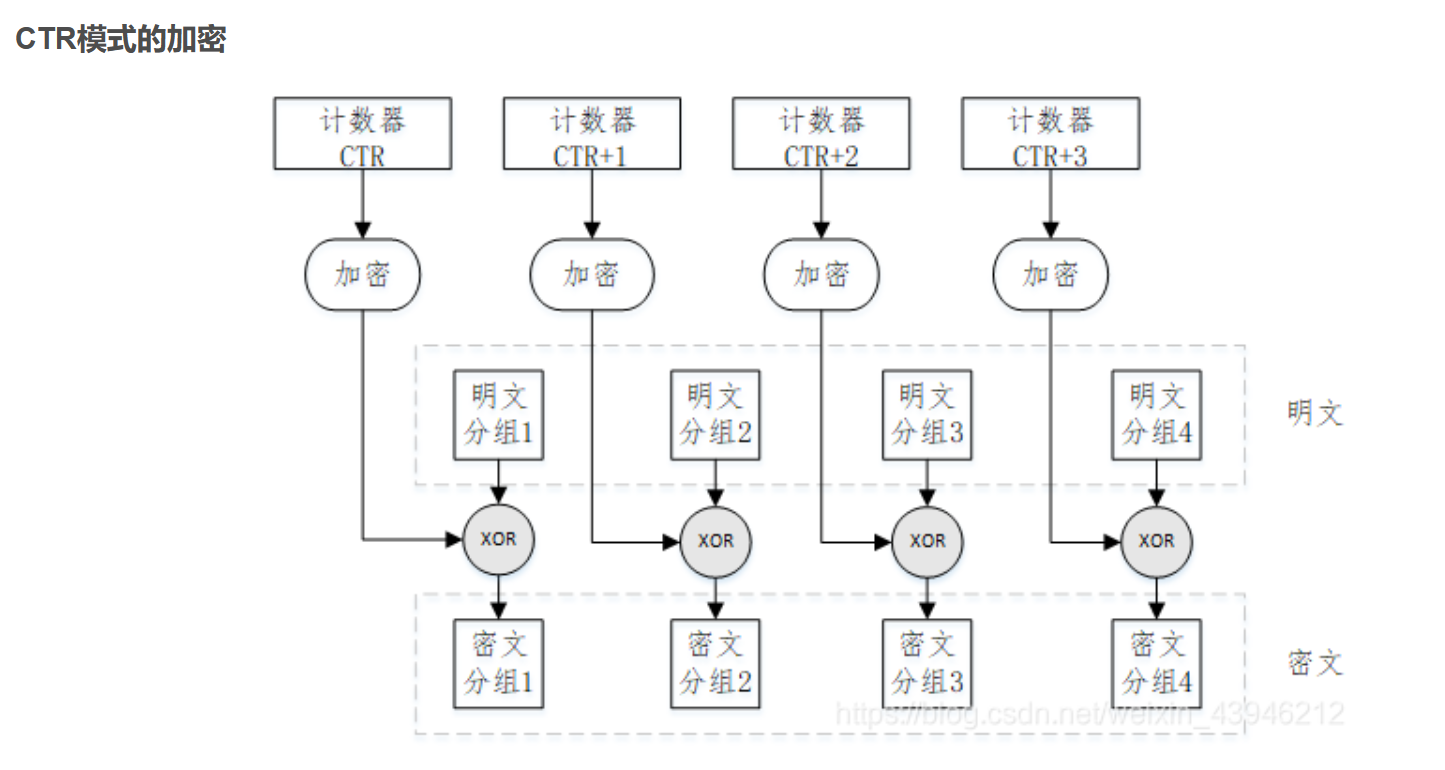 CTR模式的加密
计数器
CTR
计数器
CTR+1
计数器
CTR+2
计数器
CTR+3
加密
加密
加密
加密
明文
分组1
明文
分组2
明文
分组3
明文
分组4
明文
XOR
XOR
XOR
XOR
密文
分组1
密文
分组2
密文
分组3
密文
分组4
密文
https://blog.csdn.net/weixin_43946212